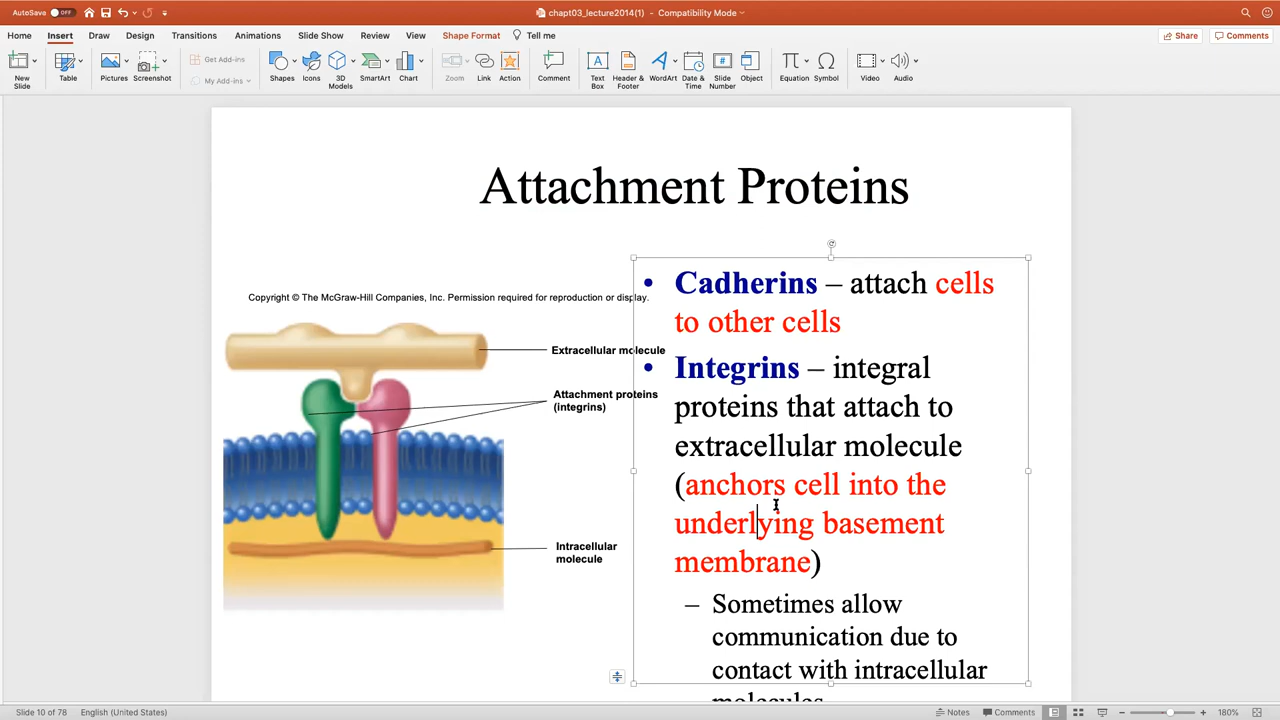 AutoSave OFF
chapt03_lecture2014(1) - Compatibility Mode
Home Insert Draw Design Transitions Animations Slide Show Review View Shape Format Tell me
Share Comments
New Slide
Table
Pictures
Screenshot
Shapes
Icons
3D Models
SmartArt
Chart
Get Add-ins
My Add-ins
Zoom
Link
Action
Comment
Text Box
Header & Footer
WordArt
Date & Time
Slide Number
Object
Equation
Symbol
Video
Audio
Attachment Proteins
Copyright © The McGraw-Hill Companies, Inc. Permission required for reproduction or display.
Extracellular molecule
Attachment proteins
(integrins)
Intracellular
molecule
• Cadherins – attach cells
to other cells
• Integrins – integral
proteins that attach to
extracellular molecule
(anchors cell into the
underlying basement
membrane)
– Sometimes allow
communication due to
contact with intracellular
molecules
Slide 10 of 78 English (United States)
Notes Comments 180%